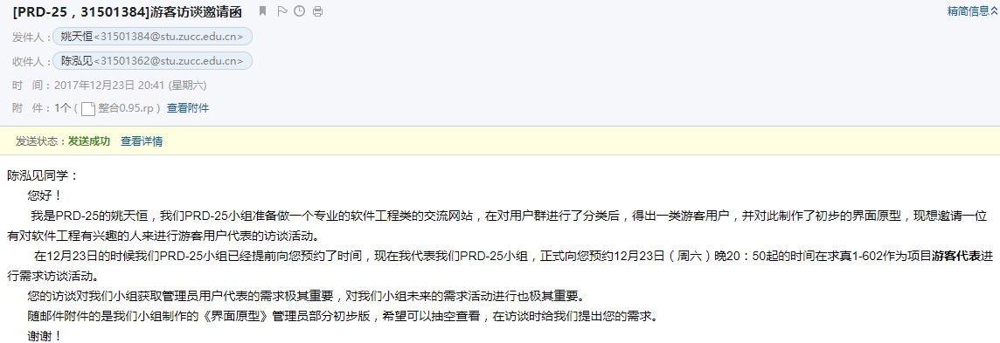 [PRD-25，31501384]游客访谈邀请函
精简信息
发件人：姚天恒<31501384@stu.zucc.edu.cn>
收件人：陈泓见<31501362@stu.zucc.edu.cn>
时 间：2017年12月23日 20:41 (星期六)
附 件：1个 ( 整合0.95.rp ) 查看附件
发送状态：发送成功 查看详情
陈泓见同学：
您好！
我是PRD-25的姚天恒，我们PRD-25小组准备做一个专业的软件工程类的交流网站，在对用户群进行了分类后，得出一类游客用户，并对此制作了初步的界面原型，现想邀请一位
有对软件工程有兴趣的人来进行游客用户代表的访谈活动。
在12月23日的时候我们PRD-25小组已经提前向您预约了时间，现在我代表我们PRD-25小组，正式向您预约12月23日（周六）晚20：50起的时间在求真1-602作为项目游客代表进
行需求访谈活动。
您的访谈对我们小组获取管理员用户代表的需求极其重要，对我们小组未来的需求活动进行也极其重要。
随邮件附件的是我们小组制作的《界面原型》管理员部分初步版，希望可以抽空查看，在访谈时给我们提出您的需求。
谢谢！